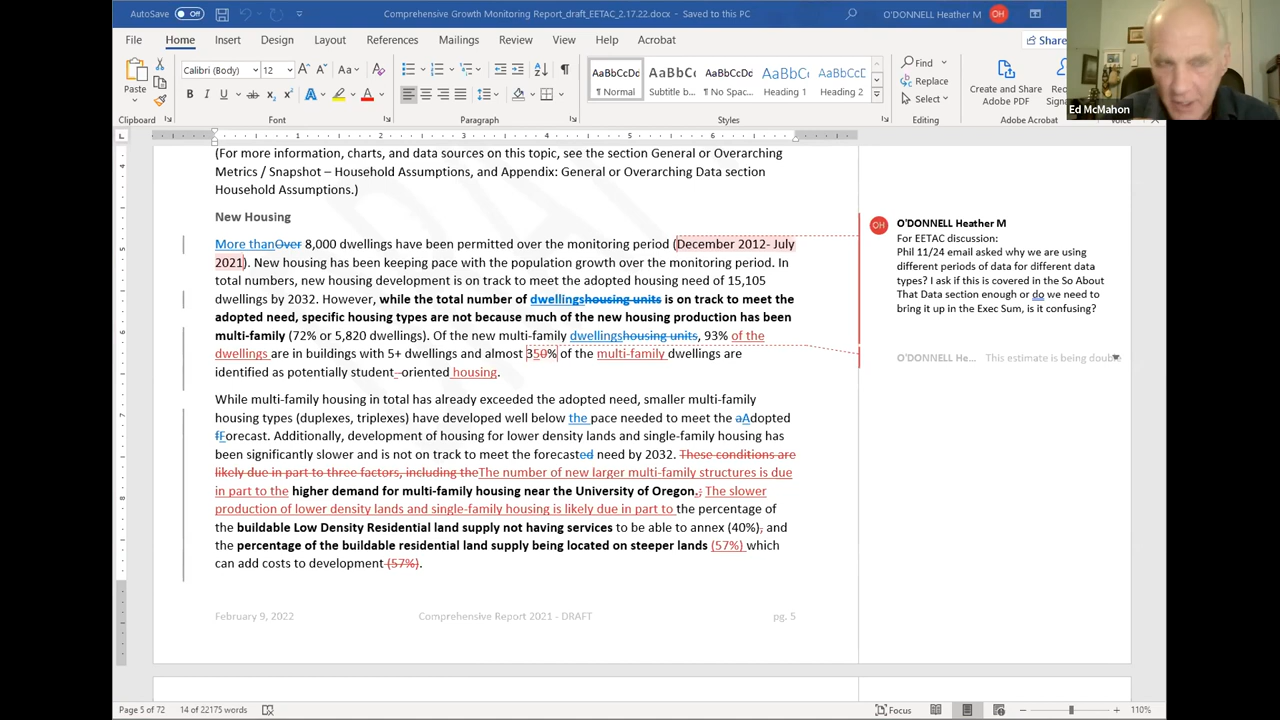 AutoSave Off Comprehensive Growth Monitoring Report_draft_EETAC_2.17.22.docx - Saved to this PC O'DONNELL Heather M OH
File Home Insert Design Layout References Mailings Review View Help Acrobat Share
Ed McMahon
Paste
Calibri (Body) 12
B I U ab x2 x2 A A
AaBbCcDc AaBbCcDc AaBbCcDc AaBbCc AaBbCcD
¶ Normal Subtitle b... ¶ No Spac... Heading 1 Heading 2
Find
Replace
Select
Create and Share
Adobe PDF
Clipboard Font Paragraph Styles Editing Adobe Acrobat Voice
1 2 3 4 5 6
(For more information, charts, and data sources on this topic, see the section General or Overarching
Metrics / Snapshot – Household Assumptions, and Appendix: General or Overarching Data section
Household Assumptions.)
New Housing
More thanOver 8,000 dwellings have been permitted over the monitoring period (December 2012- July
2021). New housing has been keeping pace with the population growth over the monitoring period. In
total numbers, new housing development is on track to meet the adopted housing need of 15,105
dwellings by 2032. However, while the total number of dwellingshousing units is on track to meet the
adopted need, specific housing types are not because much of the new housing production has been
multi-family (72% or 5,820 dwellings). Of the new multi-family dwellingshousing units, 93% of the
dwellings are in buildings with 5+ dwellings and almost 350% of the multi-family dwellings are
identified as potentially student -oriented housing.
While multi-family housing in total has already exceeded the adopted need, smaller multi-family
housing types (duplexes, triplexes) have developed well below the pace needed to meet the aAdopted
fForecast. Additionally, development of housing for lower density lands and single-family housing has
been significantly slower and is not on track to meet the forecasted need by 2032. These conditions are
likely due in part to three factors, including theThe number of new larger multi-family structures is due
in part to the higher demand for multi-family housing near the University of Oregon.; The slower
production of lower density lands and single-family housing is likely due in part to the percentage of
the buildable Low Density Residential land supply not having services to be able to annex (40%), and
the percentage of the buildable residential land supply being located on steeper lands (57%) which
can add costs to development (57%).
February 9, 2022 Comprehensive Report 2021 - DRAFT pg. 5
OH O'DONNELL Heather M
For EETAC discussion:
Phil 11/24 email asked why we are using
different periods of data for different data
types? I ask if this is covered in the So About
That Data section enough or do we need to
bring it up in the Exec Sum, is it confusing?
O'DONNELL He... This estimate is being double
Page 5 of 72 14 of 22175 words Focus 110%